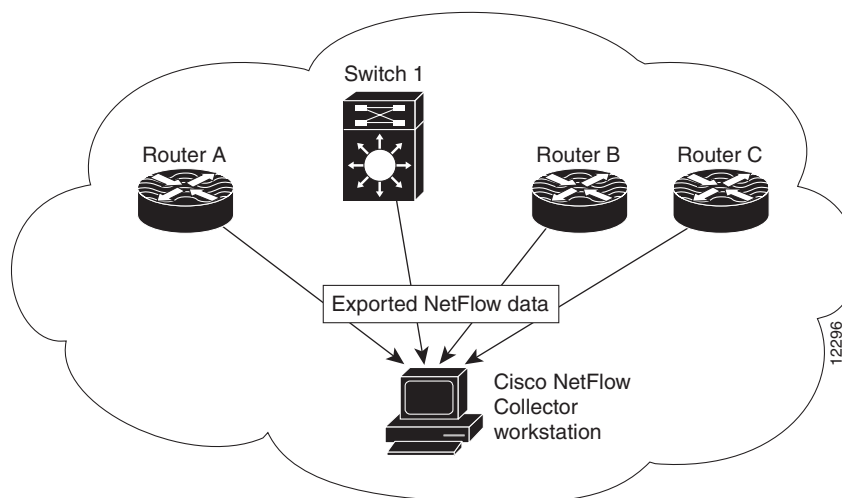 Switch 1
Router A
Router B
Router C
Exported NetFlow data
Cisco NetFlow
Collector
workstation
12296